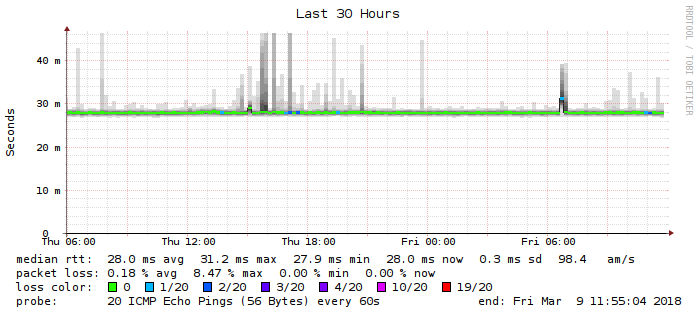 Last 30 Hours
RRDTOOL / TOBI OETIKER
Seconds
40 m
30 m
20 m
10 m
0
Thu 06:00 Thu 12:00 Thu 18:00 Fri 00:00 Fri 06:00
median rtt: 28.0 ms avg 31.2 ms max 27.9 ms min 28.0 ms now 0.3 ms sd 98.4 am/s
packet loss: 0.18 % avg 8.47 % max 0.00 % min 0.00 % now
loss color: 0 1/20 2/20 3/20 4/20 10/20 19/20
probe: 20 ICMP Echo Pings (56 Bytes) every 60s end: Fri Mar 9 11:55:04 2018